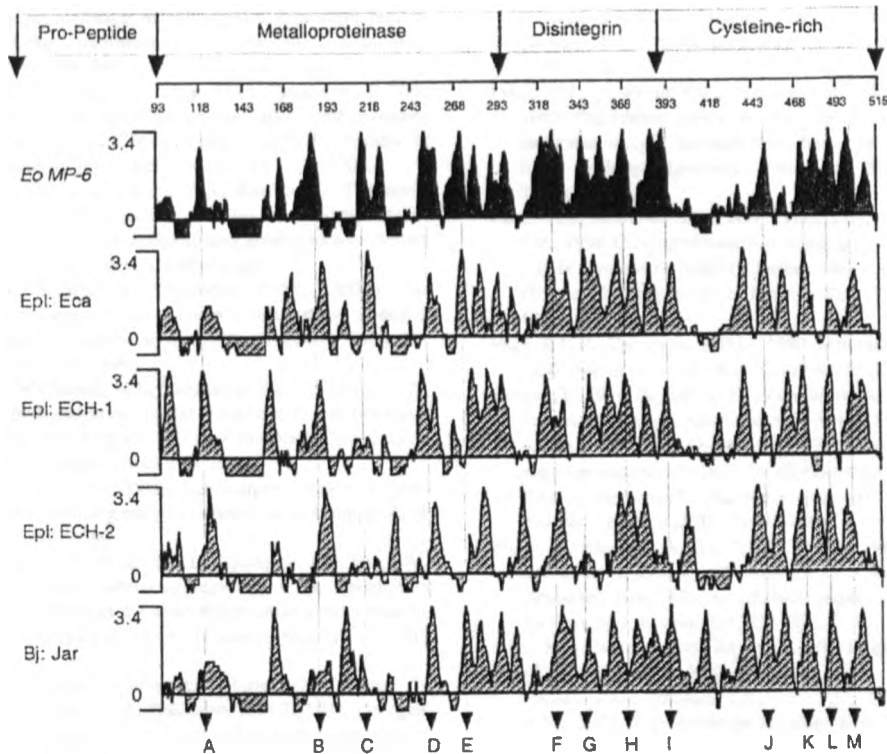 Pro-Peptide Metalloproteinase Disintegrin Cysteine-rich
93 118 143 168 193 218 243 268 293 318 343 368 393 418 443 468 493 515
3.4
Eo MP-6
0
3.4
Epl: Eca
0
3.4
Epl: ECH-1
0
3.4
Epl: ECH-2
0
3.4
Bj: Jar
0
A B C D E F G H I J K L M